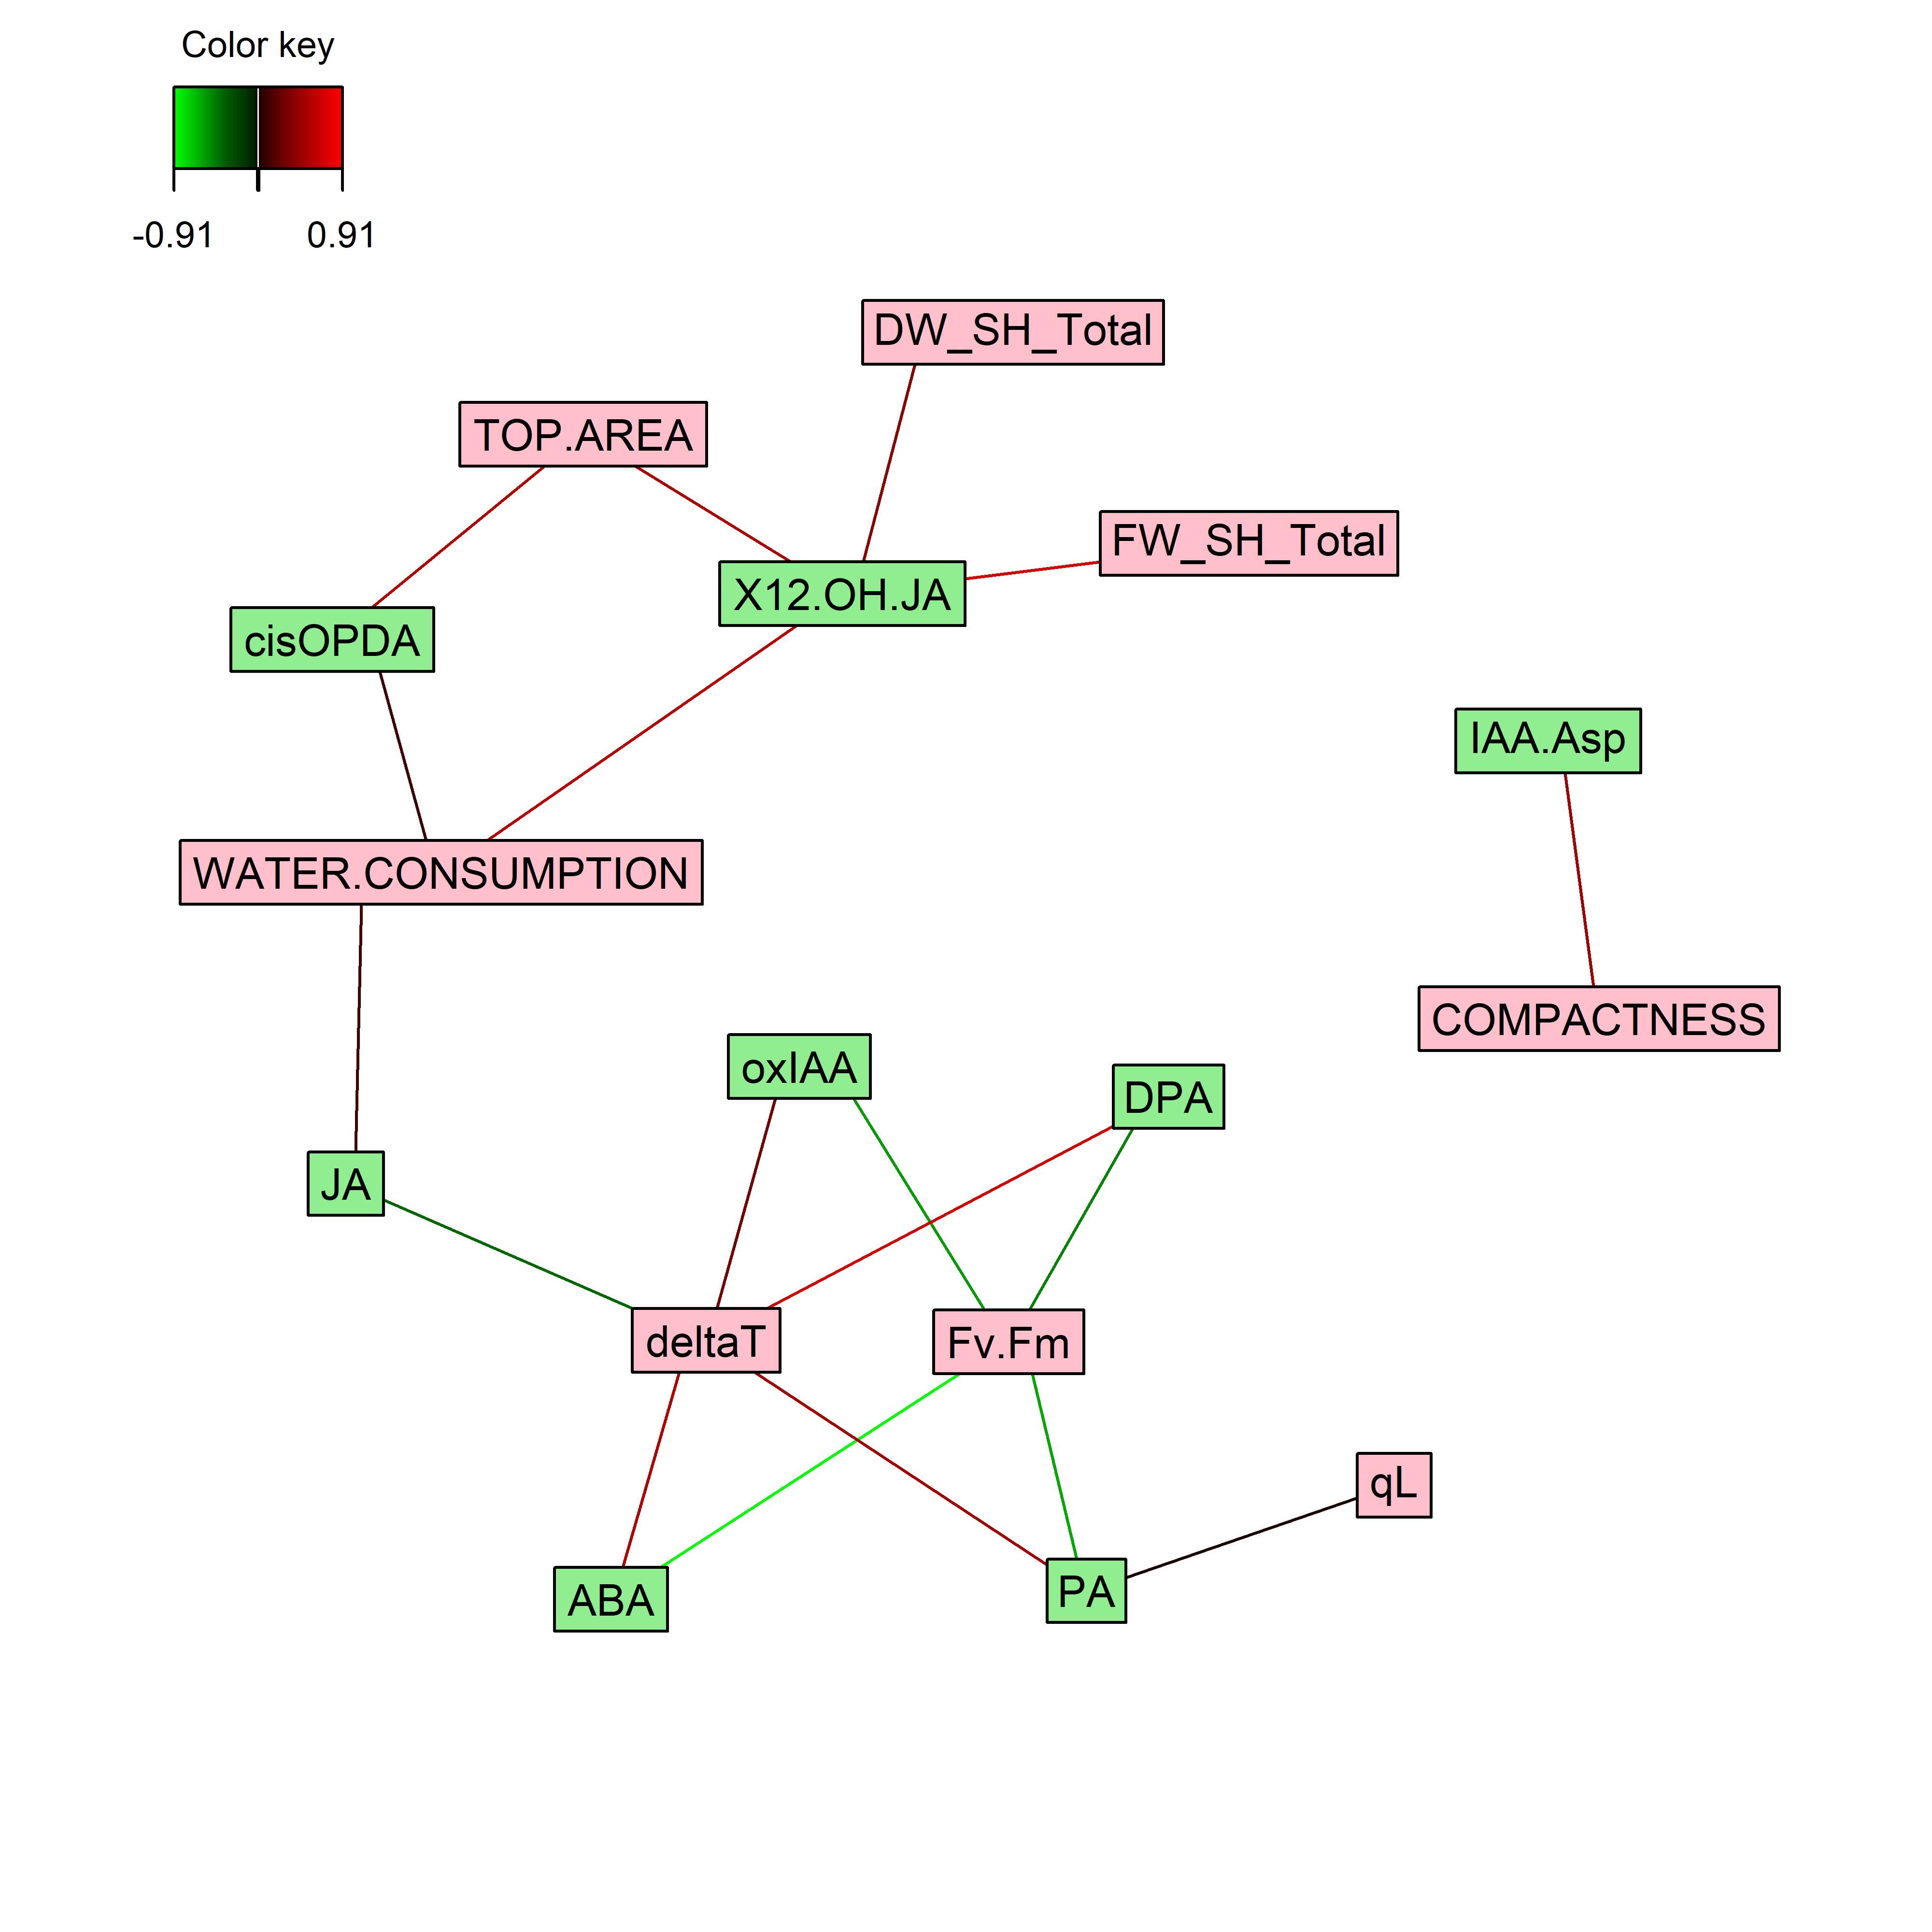 Color key
-0.91 0.91
DW_SH_Total
TOP.AREA
FW_SH_Total
X12.OH.JA
cisOPDA
IAA.Asp
WATER.CONSUMPTION
COMPACTNESS
oxIAA
DPA
JA
deltaT
Fv.Fm
qL
PA
ABA